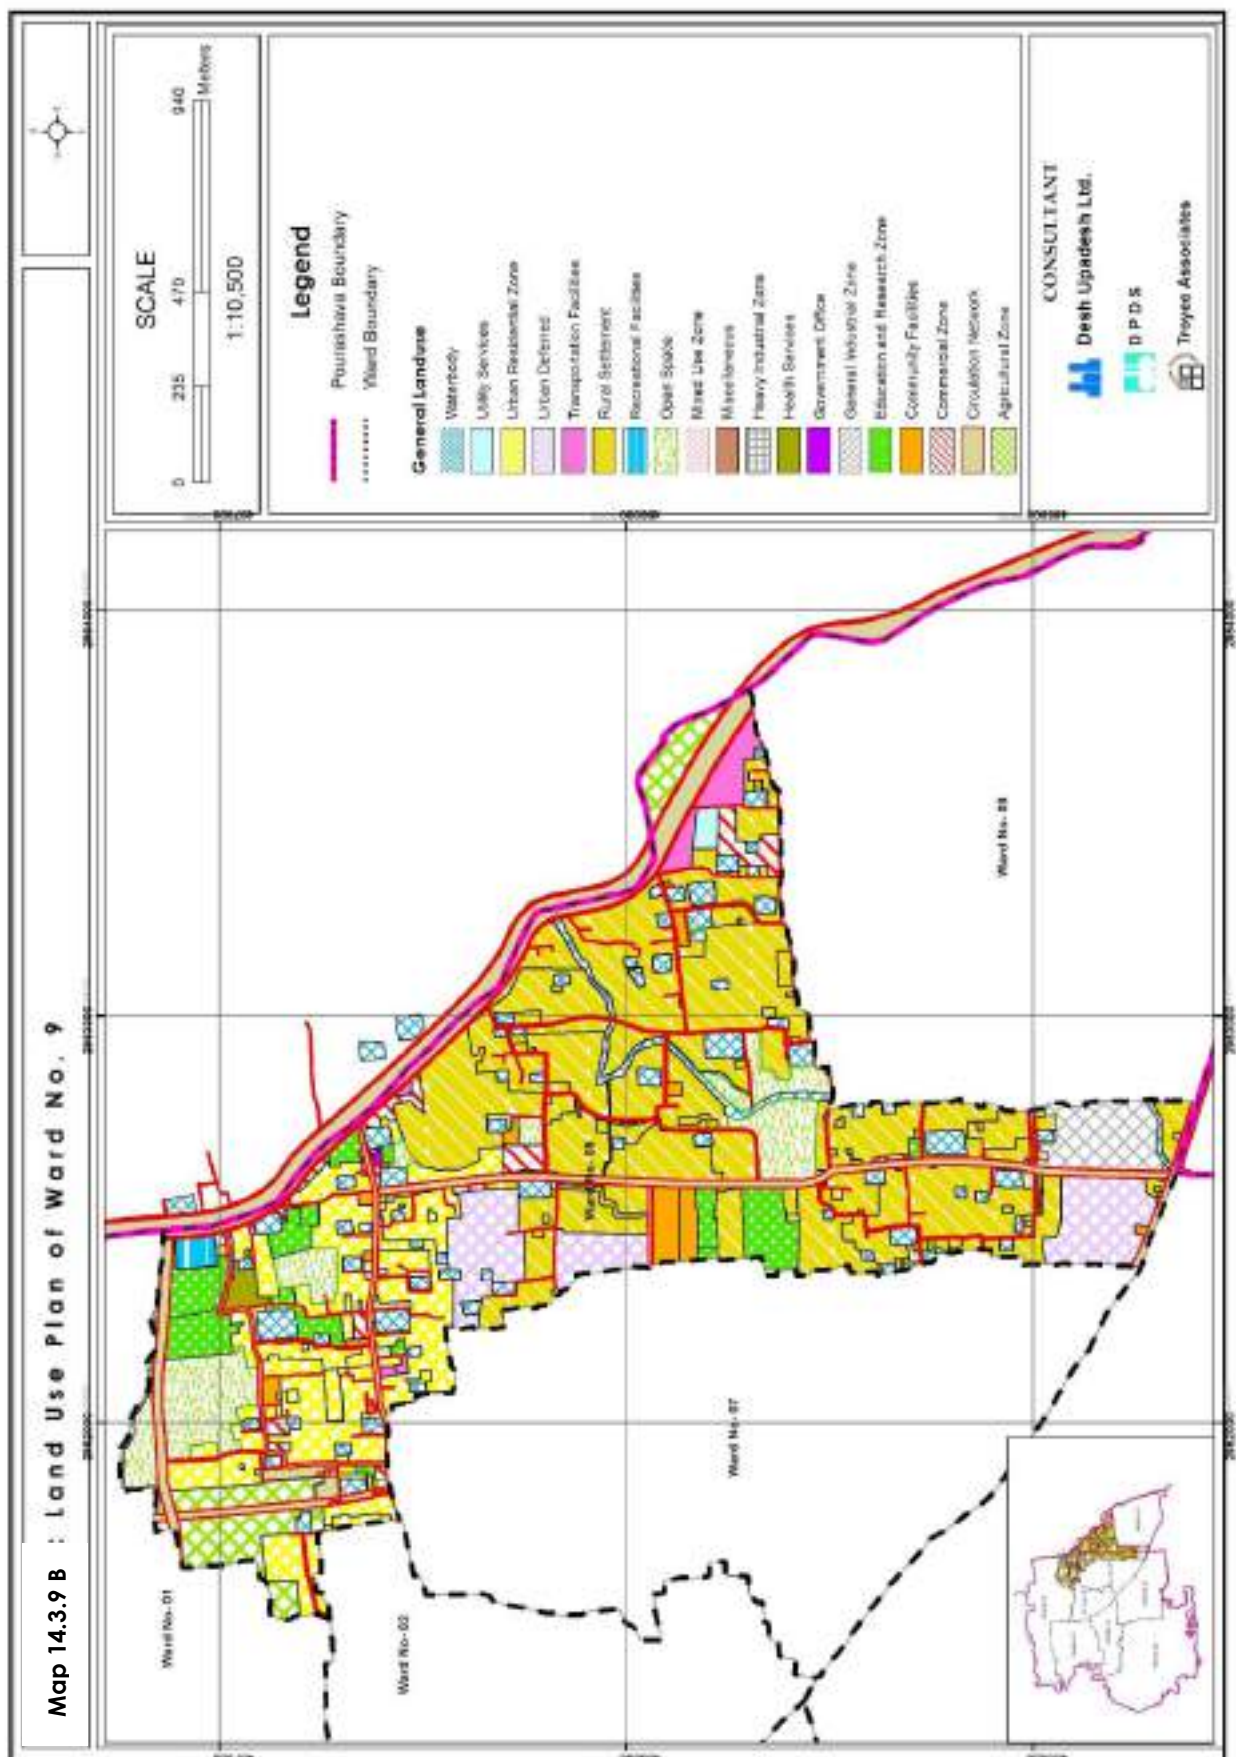 Map 14.3.9 B : Land Use Plan of Ward No. 9
SCALE
0 235 470 940
Meters
1:10,500
Legend
Pourashava Boundary
Ward Boundary
General Landuse
Waterbody
Utility Services
Urban Residential Zone
Urban Deferred
Transportation Facilities
Rural Settlement
Recreational Facilities
Open Space
Mixed Use Zone
Miscellaneous
Heavy Industrial Zone
Health Services
Government Office
General Industrial Zone
Education and Research Zone
Community Facilities
Commercial Zone
Circulation Network
Agricultural Zone
CONSULTANT
Desh Upadesh Ltd.
DPDS
Troyee Associates
Ward No-01
Ward No-02
Ward No-07
Ward No-08